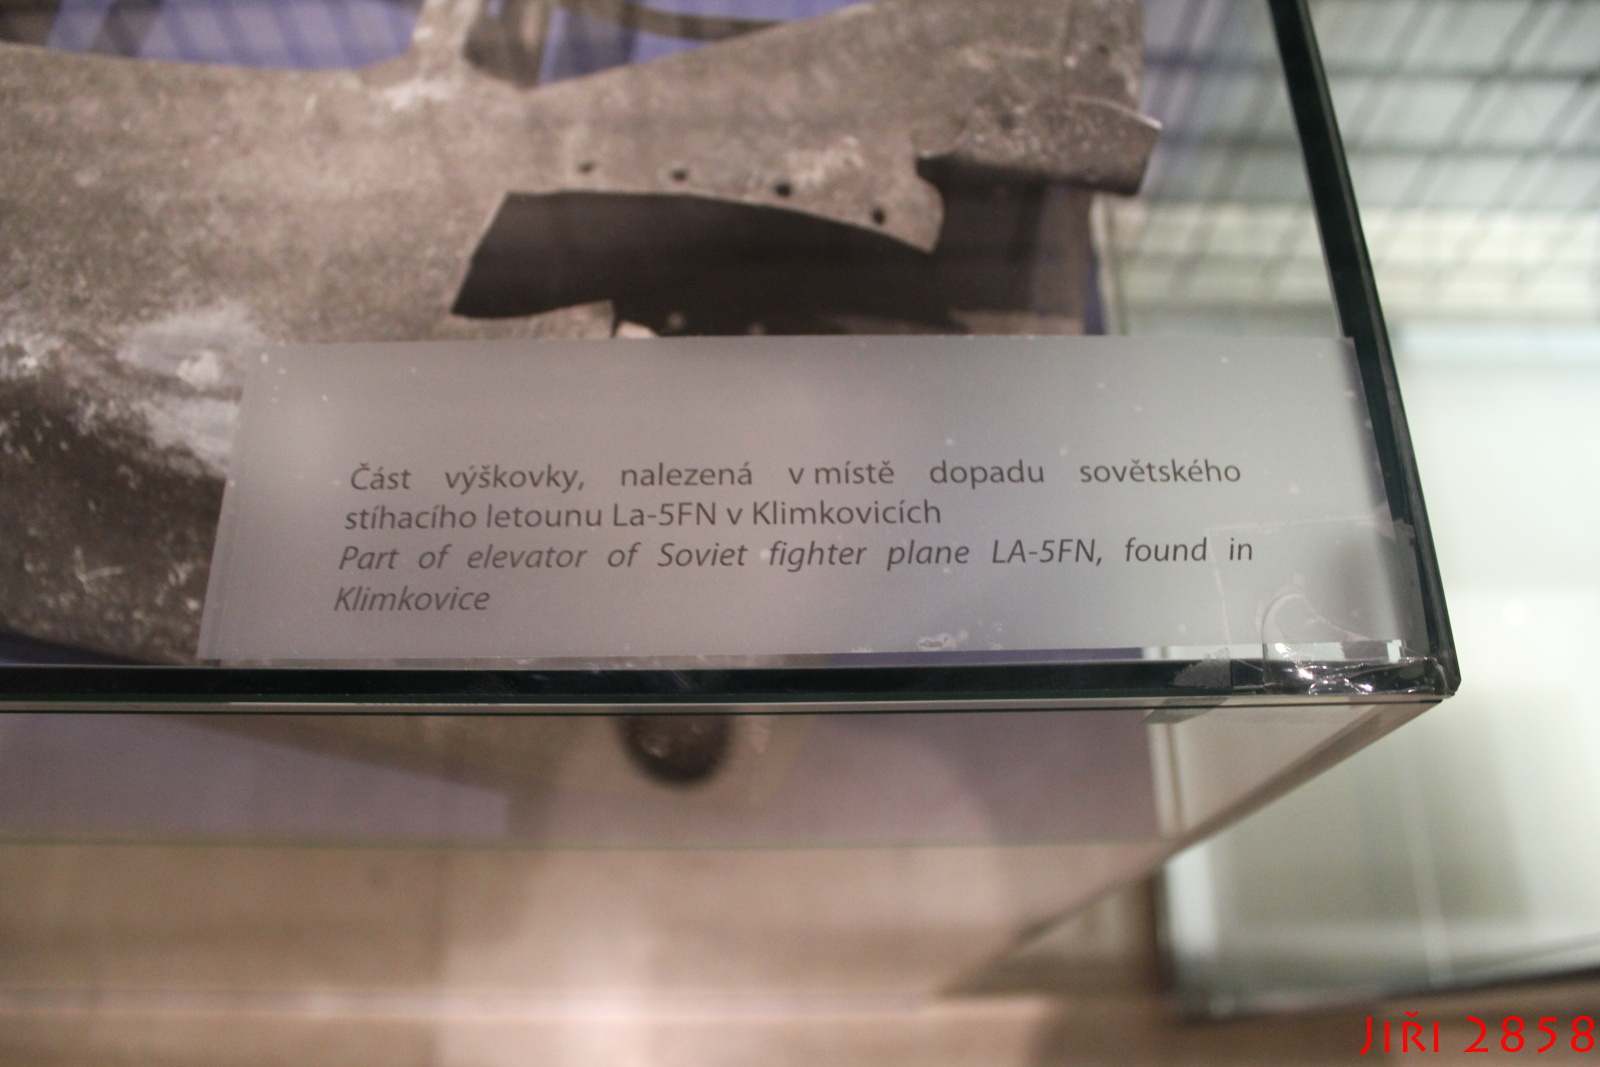 Část výškovky, nalezená v místě dopadu sovětského
stíhacího letounu La-5FN v Klimkovicích
Part of elevator of Soviet fighter plane LA-5FN, found in
Klimkovice
JIŘI 2858